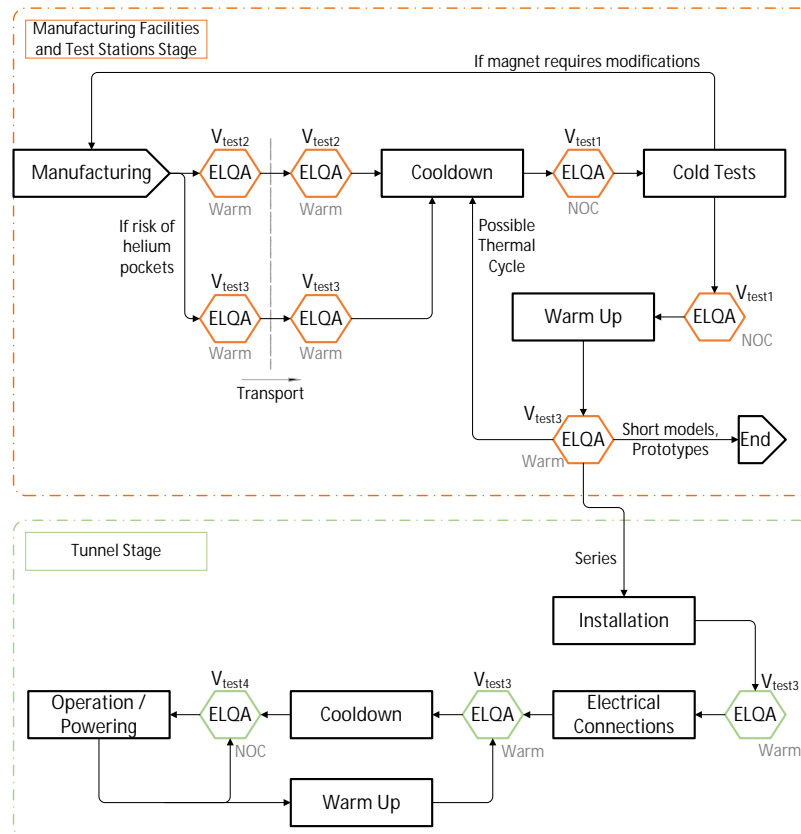 Manufacturing Facilities
and Test Stations Stage
If magnet requires modifications
Vtest2
Vtest2
Vtest1
Manufacturing
ELQA
ELQA
Cooldown
ELQA
Cold Tests
Warm
Warm
NOC
If risk of
helium
pockets
Possible
Thermal
Cycle
Vtest3
Vtest3
Vtest1
ELQA
ELQA
Warm Up
ELQA
Warm
Warm
NOC
Transport
Vtest3
ELQA
Warm
Short models,
Prototypes
End
Tunnel Stage
Series
Installation
Vtest4
Vtest3
Vtest3
Operation /
Powering
ELQA
Cooldown
ELQA
Electrical
Connections
ELQA
NOC
Warm
Warm
Warm Up